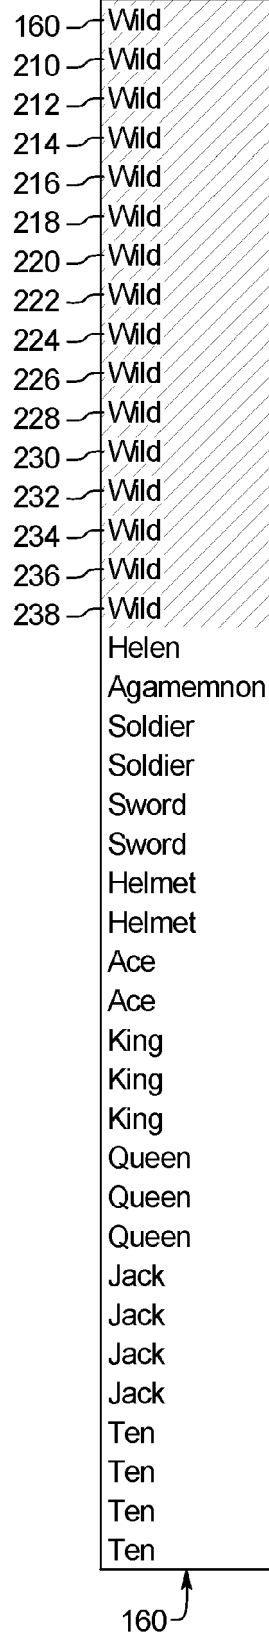 160 Wild
210 Wild
212 Wild
214 Wild
216 Wild
218 Wild
220 Wild
222 Wild
224 Wild
226 Wild
228 Wild
230 Wild
232 Wild
234 Wild
236 Wild
238 Wild
Helen
Agamemnon
Soldier
Soldier
Sword
Sword
Helmet
Helmet
Ace
Ace
King
King
King
Queen
Queen
Queen
Jack
Jack
Jack
Jack
Ten
Ten
Ten
Ten
160